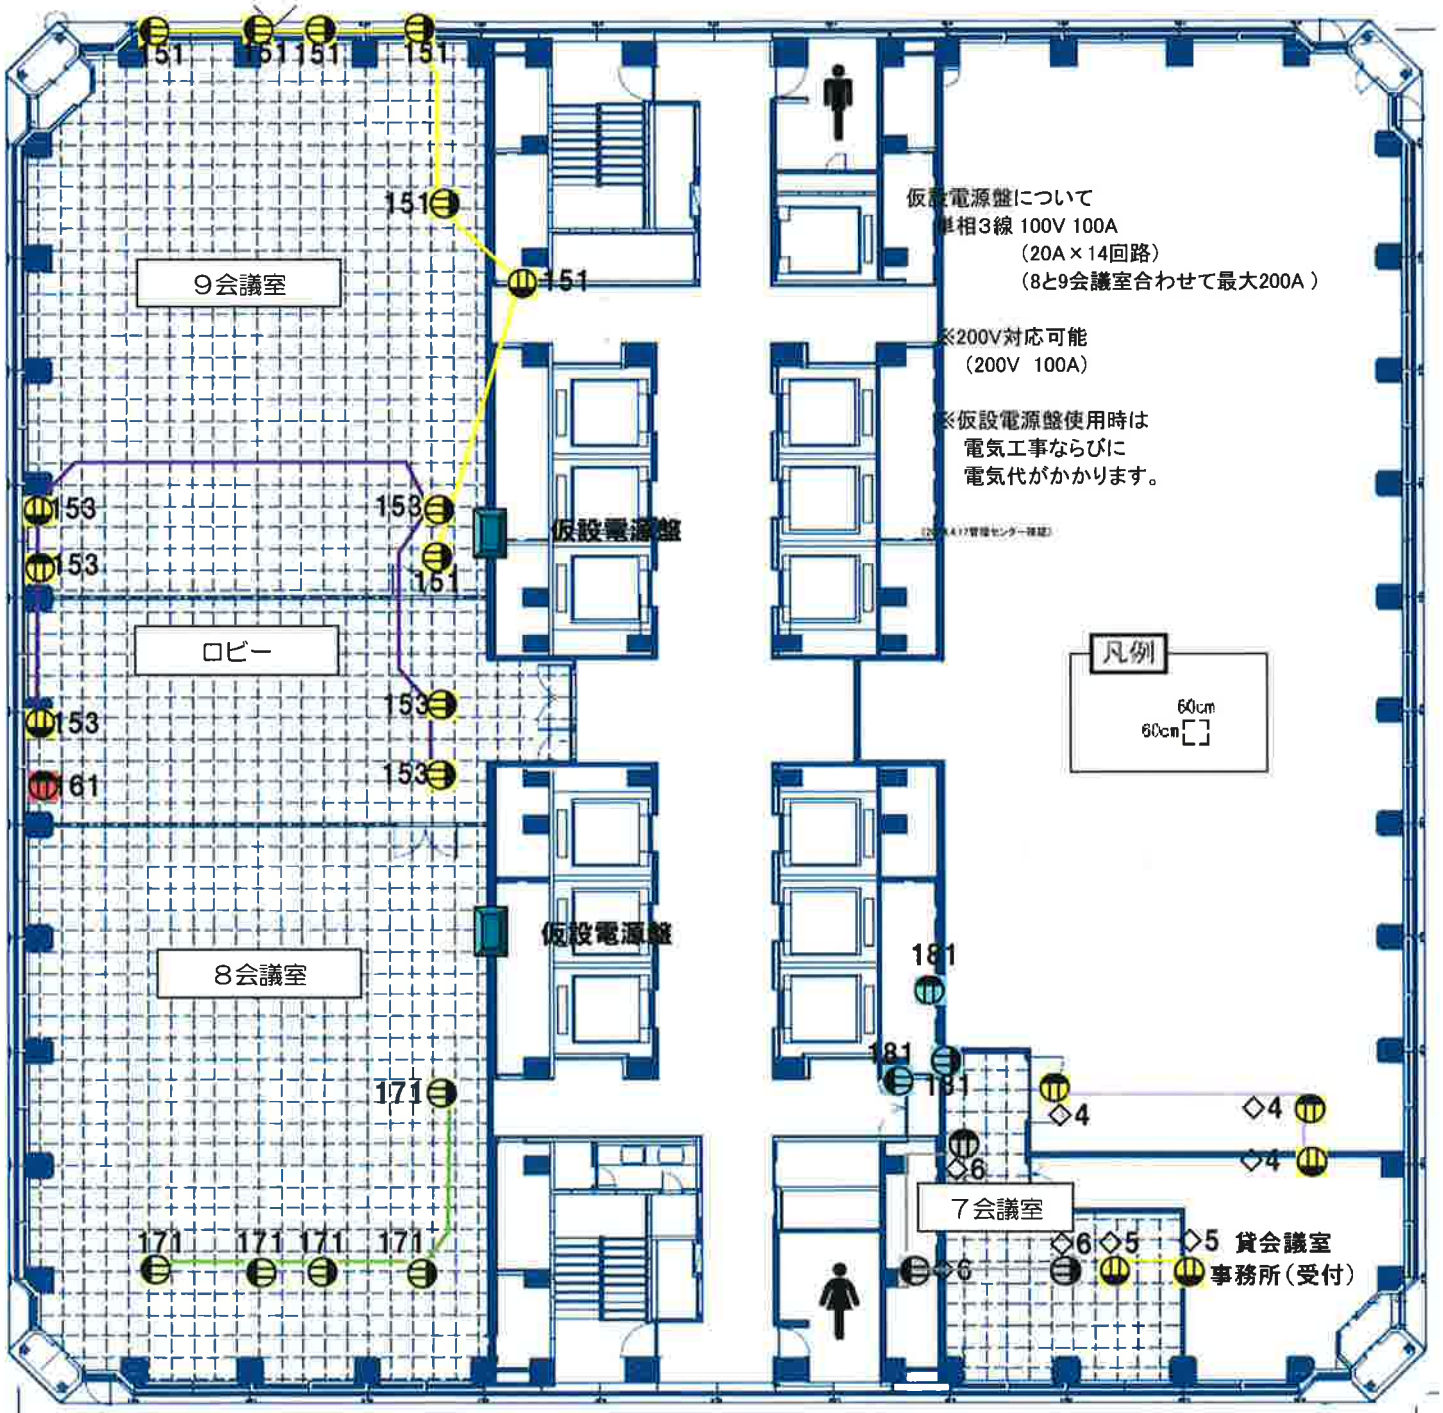 151
151
151
151
151
仮設電源盤について
単相3線 100V 100A
(20A×14回路)
(8と9会議室合わせて最大200A )
9会議室
151
※200V対応可能
(200V 100A)
※仮設電源盤使用時は
電気工事ならびに
電気代がかかります。
153
153
仮設電源盤
153
151
ロビー
凡例
60cm
60cm
153
153
153
161
仮設電源盤
8会議室
181
181
181
171
◇4
◇4
◇4
◇6
7会議室
171
171
171
171
◇6
◇5
◇5
貸会議室
◇6
事務所(受付)